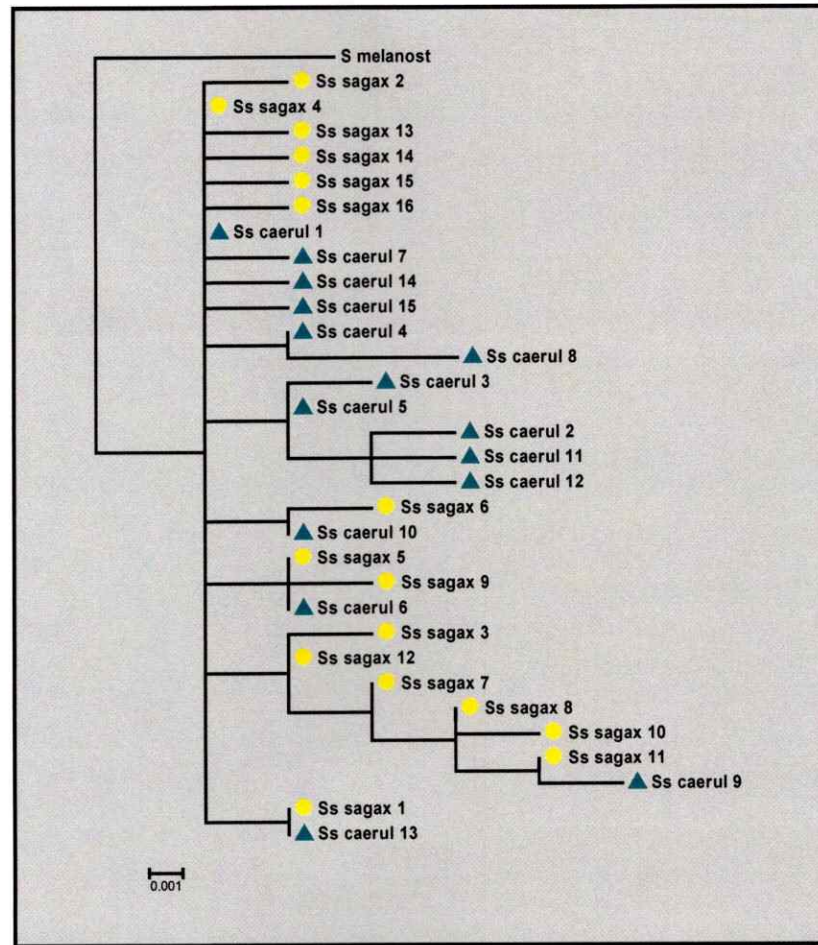 S melanost
Ss sagax 2
Ss sagax 4
Ss sagax 13
Ss sagax 14
Ss sagax 15
Ss sagax 16
Ss caerul 1
Ss caerul 7
Ss caerul 14
Ss caerul 15
Ss caerul 4
Ss caerul 8
Ss caerul 3
Ss caerul 5
Ss caerul 2
Ss caerul 11
Ss caerul 12
Ss sagax 6
Ss caerul 10
Ss sagax 5
Ss sagax 9
Ss caerul 6
Ss sagax 3
Ss sagax 12
Ss sagax 7
Ss sagax 8
Ss sagax 10
Ss sagax 11
Ss caerul 9
Ss sagax 1
Ss caerul 13
0.001